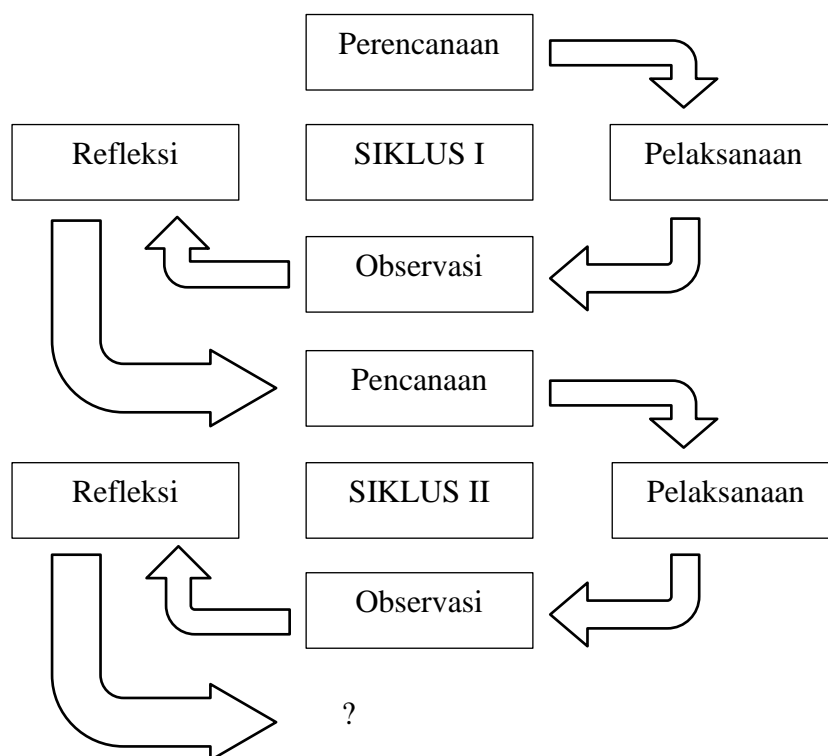 Perencanaan
Refleksi
SIKLUS I
Pelaksanaan
Observasi
Pencanaan
Refleksi
SIKLUS II
Pelaksanaan
Observasi
?